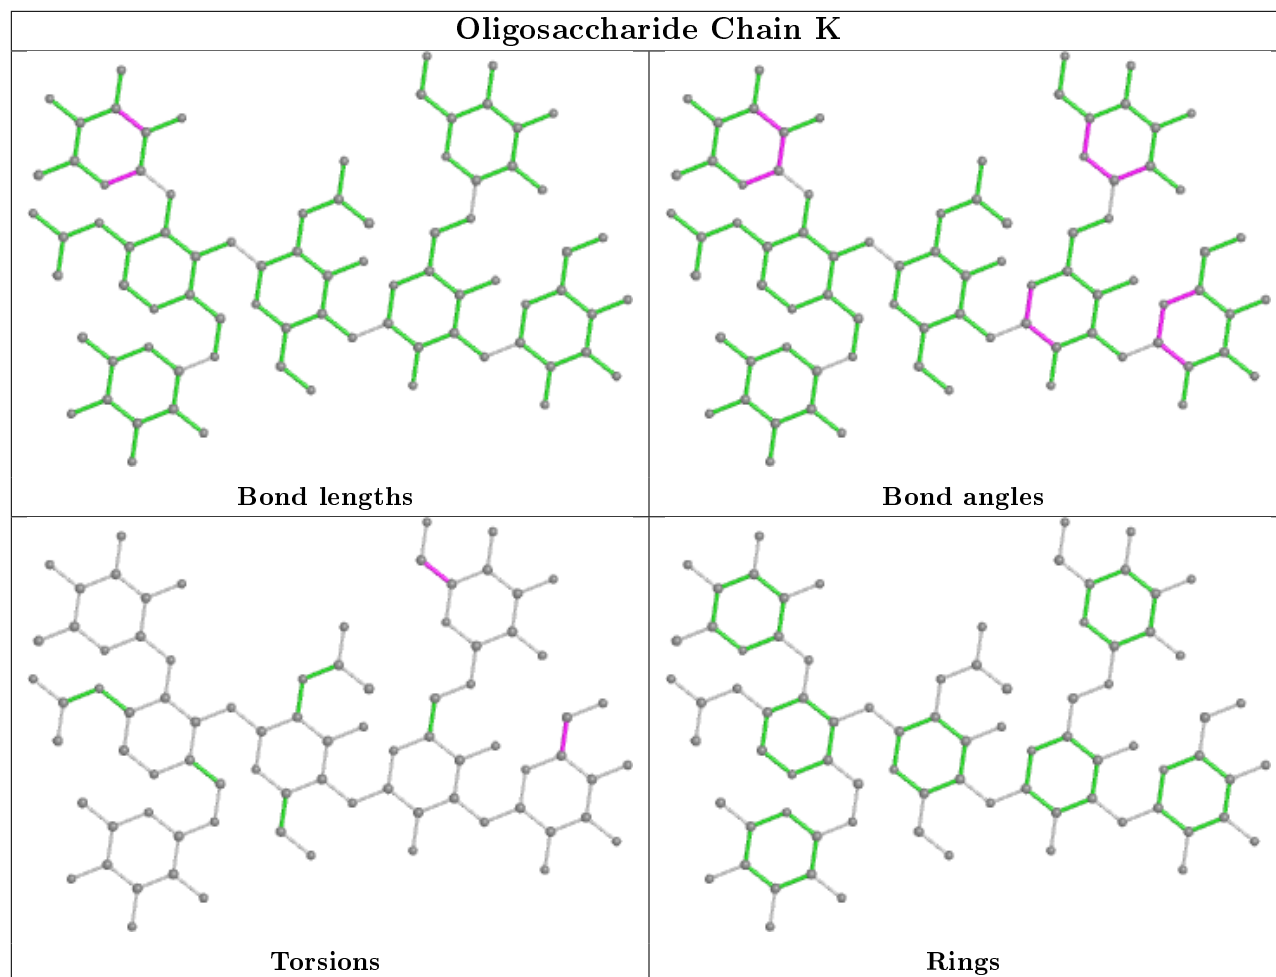 Oligosaccharide Chain K
Bond lengths
Bond angles
Torsions
Rings